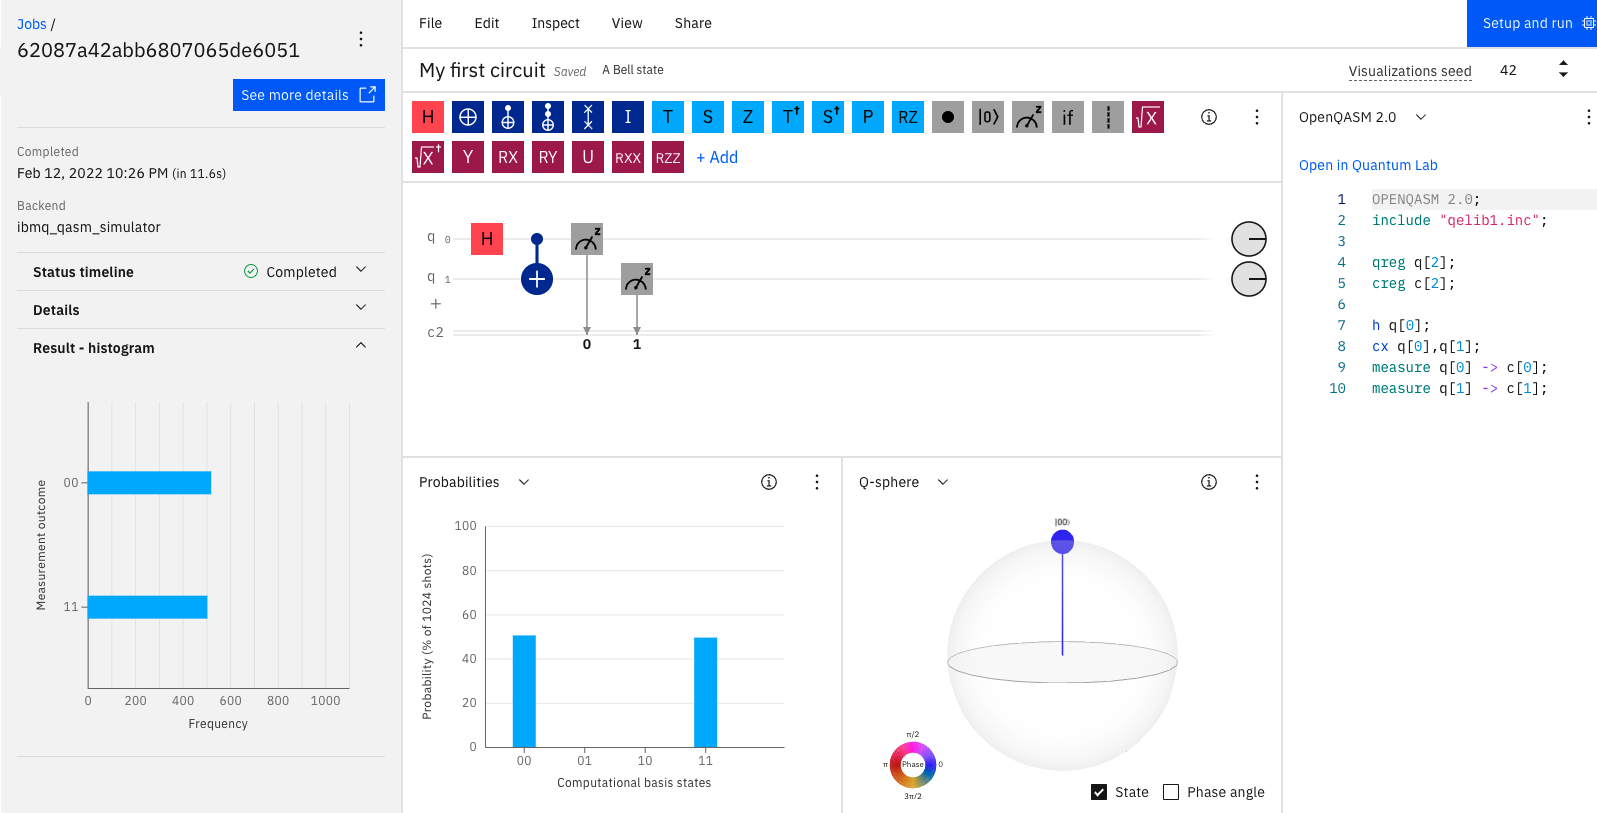 Jobs /
62087a42abb6807065de6051
See more details
Completed
Feb 12, 2022 10:26 PM (in 11.6s)
Backend
ibmq_qasm_simulator
Status timeline Completed
Details
Result - histogram
Measurement outcome
00
11
0 200 400 600 800 1000
Frequency
File Edit Inspect View Share
Setup and run
My first circuit Saved A Bell state
Visualizations seed 42
H I T S Z T† S† P RZ |0⟩ z if √X
√X† Y RX RY U RXX RZZ + Add
q 0 H z
q 1 z
+
c2
0 1
Probabilities
Probability (% of 1024 shots)
100
80
60
40
20
0
00 01 10 11
Computational basis states
Q-sphere
|00⟩
π/2
π Phase 0
3π/2
State Phase angle
OpenQASM 2.0
Open in Quantum Lab
1 OPENQASM 2.0;
2 include "qelib1.inc";
3
4 qreg q[2];
5 creg c[2];
6
7 h q[0];
8 cx q[0],q[1];
9 measure q[0] -> c[0];
10 measure q[1] -> c[1];